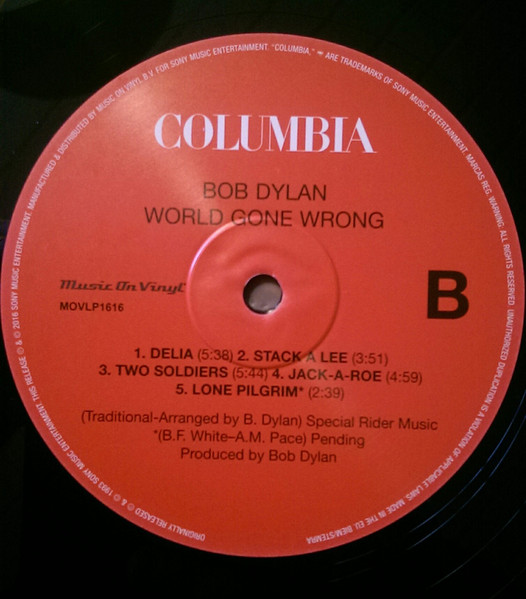 MANUFACTURED & DISTRIBUTED BY MUSIC ON VINYL B.V. FOR SONY MUSIC ENTERTAINMENT. "COLUMBIA," ARE TRADEMARKS OF SONY MUSIC ENTERTAINMENT. MARCAS REG. WARNING: ALL RIGHTS RESERVED. UNAUTHORIZED DUPLICATION IS A VIOLATION OF APPLICABLE LAWS. MADE IN THE EU. BIEM/STEMRA
COLUMBIA
BOB DYLAN
WORLD GONE WRONG
Music On Vinyl
MOVLP1616
B
1. DELIA (5:38) 2. STACK A LEE (3:51)
3. TWO SOLDIERS (5:44) 4. JACK-A-ROE (4:59)
5. LONE PILGRIM* (2:39)
(Traditional-Arranged by B. Dylan) Special Rider Music
*(B.F. White–A.M. Pace) Pending
Produced by Bob Dylan
ORIGINALLY RELEASED ℗ & © 1993 SONY MUSIC ENTERTAINMENT. THIS RELEASE ℗ & © 2016 SONY MUSIC ENTERTAINMENT.